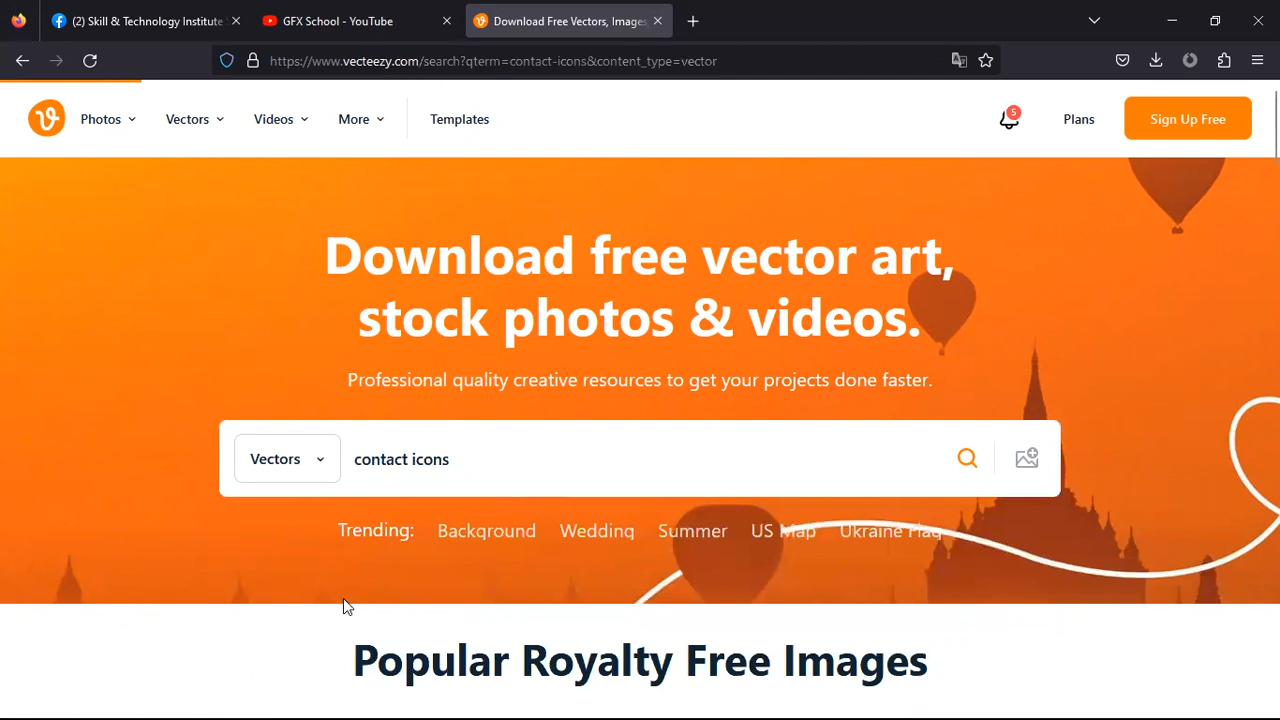 (2) Skill & Technology Institute
GFX School - YouTube
Download Free Vectors, Images,
https://www.vecteezy.com/search?qterm=contact-icons&content_type=vector
Photos
Vectors
Videos
More
Templates
5
Plans
Sign Up Free
Download free vector art,
stock photos & videos.
Professional quality creative resources to get your projects done faster.
Vectors
contact icons
Trending:
Background
Wedding
Summer
US Map
Ukraine Flag
Popular Royalty Free Images